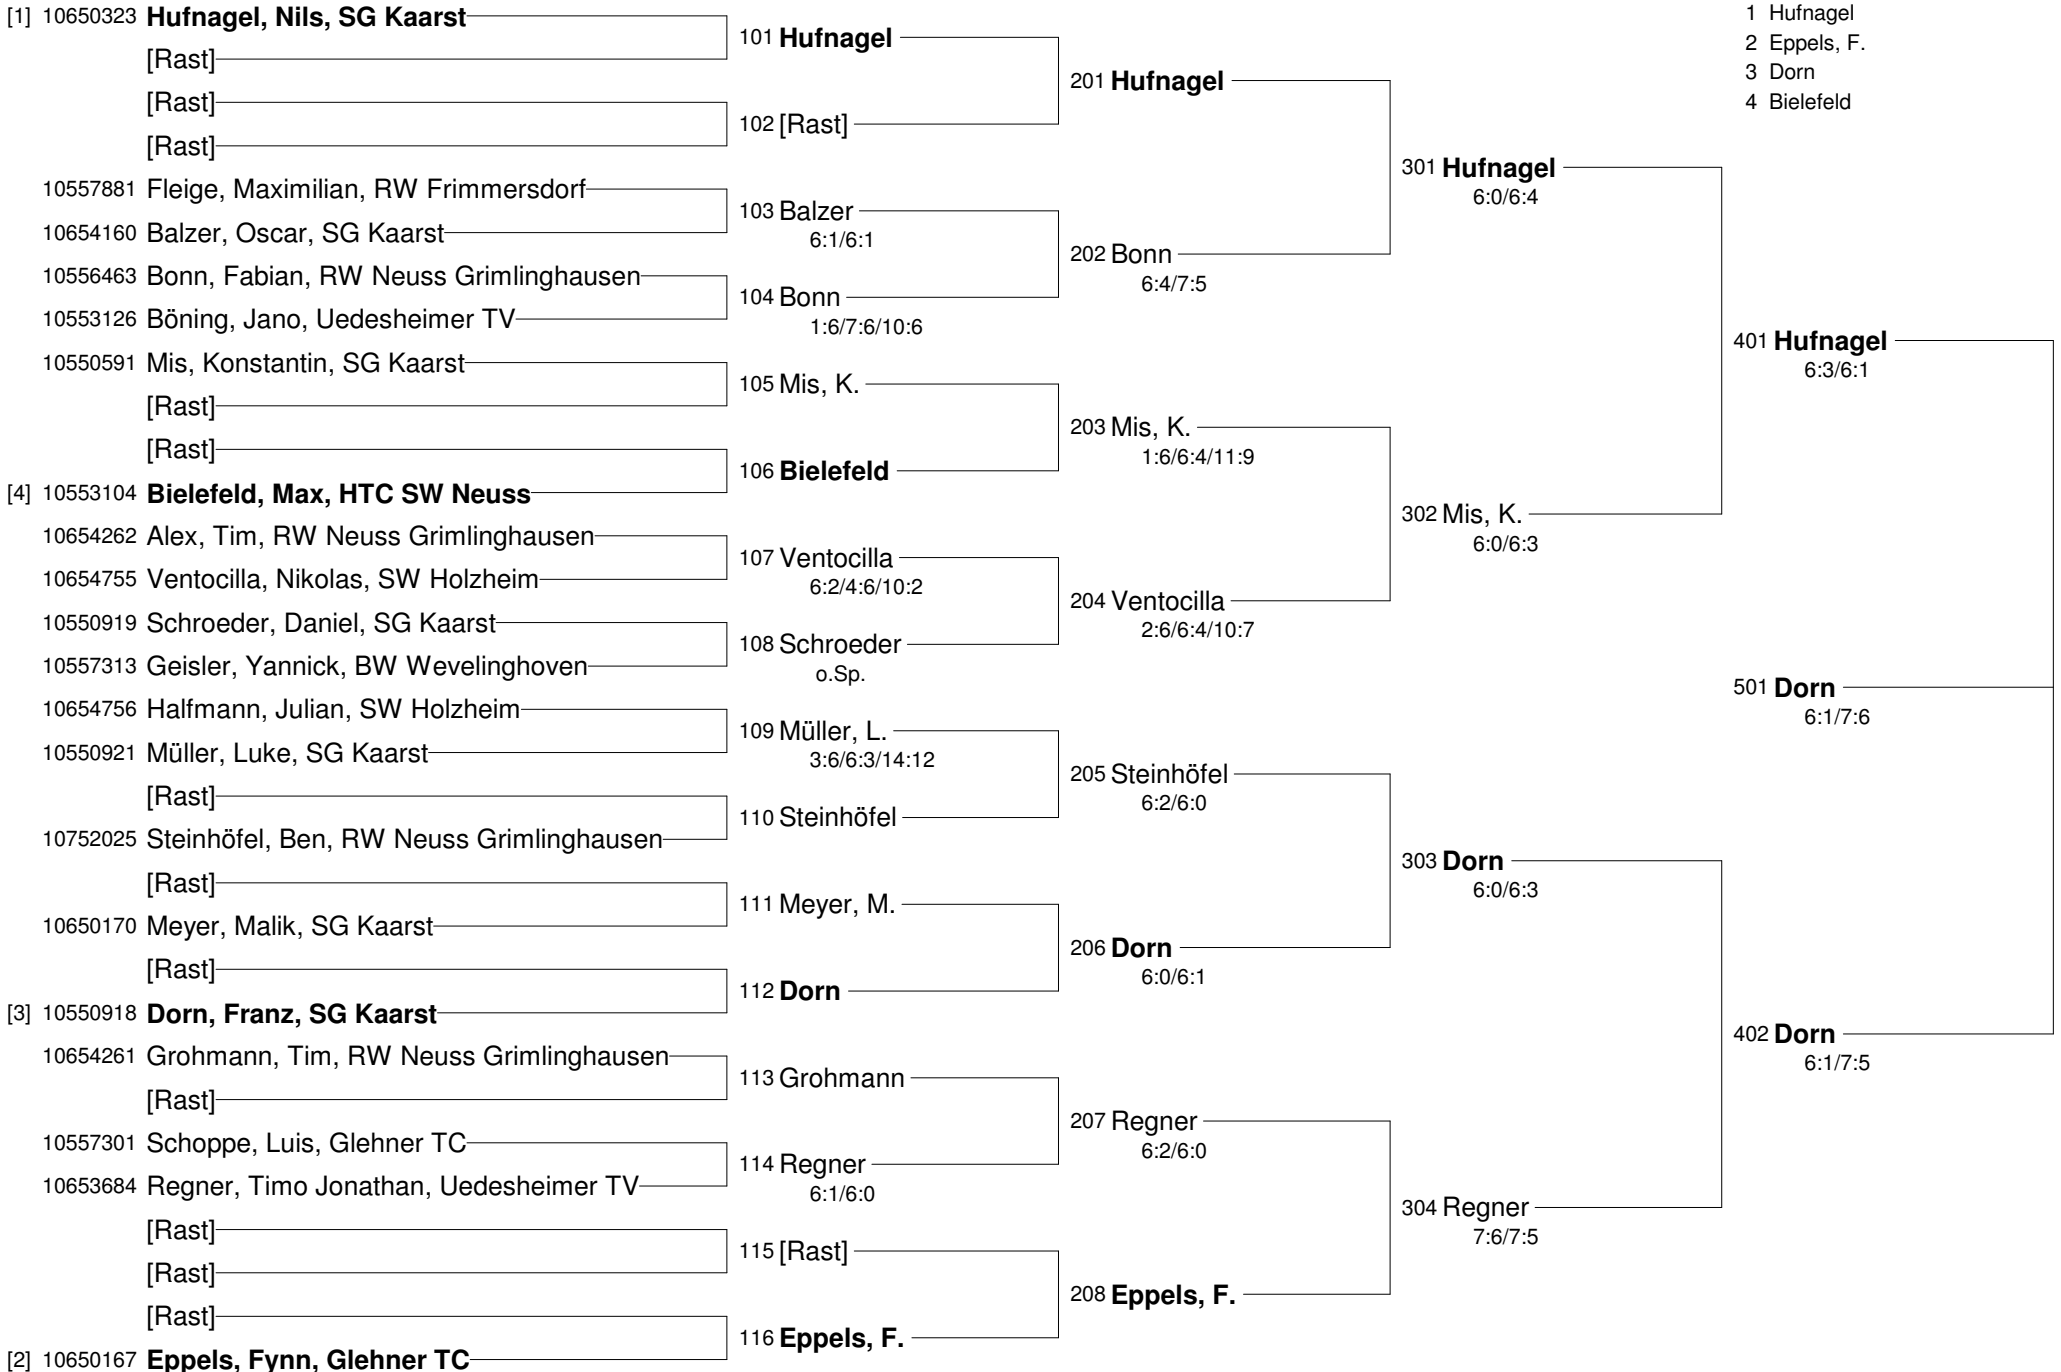 [1] 10650323 Hufnagel, Nils, SG Kaarst
[Rast]
[Rast]
[Rast]
10557881 Fleige, Maximilian, RW Frimmersdorf
10654160 Balzer, Oscar, SG Kaarst
10556463 Bonn, Fabian, RW Neuss Grimlinghausen
10553126 Böning, Jano, Uedesheimer TV
10550591 Mis, Konstantin, SG Kaarst
[Rast]
[Rast]
[4] 10553104 Bielefeld, Max, HTC SW Neuss
10654262 Alex, Tim, RW Neuss Grimlinghausen
10654755 Ventocilla, Nikolas, SW Holzheim
10550919 Schroeder, Daniel, SG Kaarst
10557313 Geisler, Yannick, BW Wevelinghoven
10654756 Halfmann, Julian, SW Holzheim
10550921 Müller, Luke, SG Kaarst
[Rast]
10752025 Steinhöfel, Ben, RW Neuss Grimlinghausen
[Rast]
10650170 Meyer, Malik, SG Kaarst
[Rast]
[3] 10550918 Dorn, Franz, SG Kaarst
10654261 Grohmann, Tim, RW Neuss Grimlinghausen
[Rast]
10557301 Schoppe, Luis, Glehner TC
10653684 Regner, Timo Jonathan, Uedesheimer TV
[Rast]
[Rast]
[Rast]
[2] 10650167 Eppels, Fynn, Glehner TC
101 Hufnagel
102 [Rast]
103 Balzer
6:1/6:1
104 Bonn
1:6/7:6/10:6
105 Mis, K.
106 Bielefeld
107 Ventocilla
6:2/4:6/10:2
108 Schroeder
o.Sp.
109 Müller, L.
3:6/6:3/14:12
110 Steinhöfel
111 Meyer, M.
112 Dorn
113 Grohmann
114 Regner
6:1/6:0
115 [Rast]
116 Eppels, F.
201 Hufnagel
202 Bonn
6:4/7:5
203 Mis, K.
1:6/6:4/11:9
204 Ventocilla
2:6/6:4/10:7
205 Steinhöfel
6:2/6:0
206 Dorn
6:0/6:1
207 Regner
6:2/6:0
208 Eppels, F.
301 Hufnagel
6:0/6:4
302 Mis, K.
6:0/6:3
303 Dorn
6:0/6:3
304 Regner
7:6/7:5
401 Hufnagel
6:3/6:1
402 Dorn
6:1/7:5
501 Dorn
6:1/7:6
1 Hufnagel
2 Eppels, F.
3 Dorn
4 Bielefeld